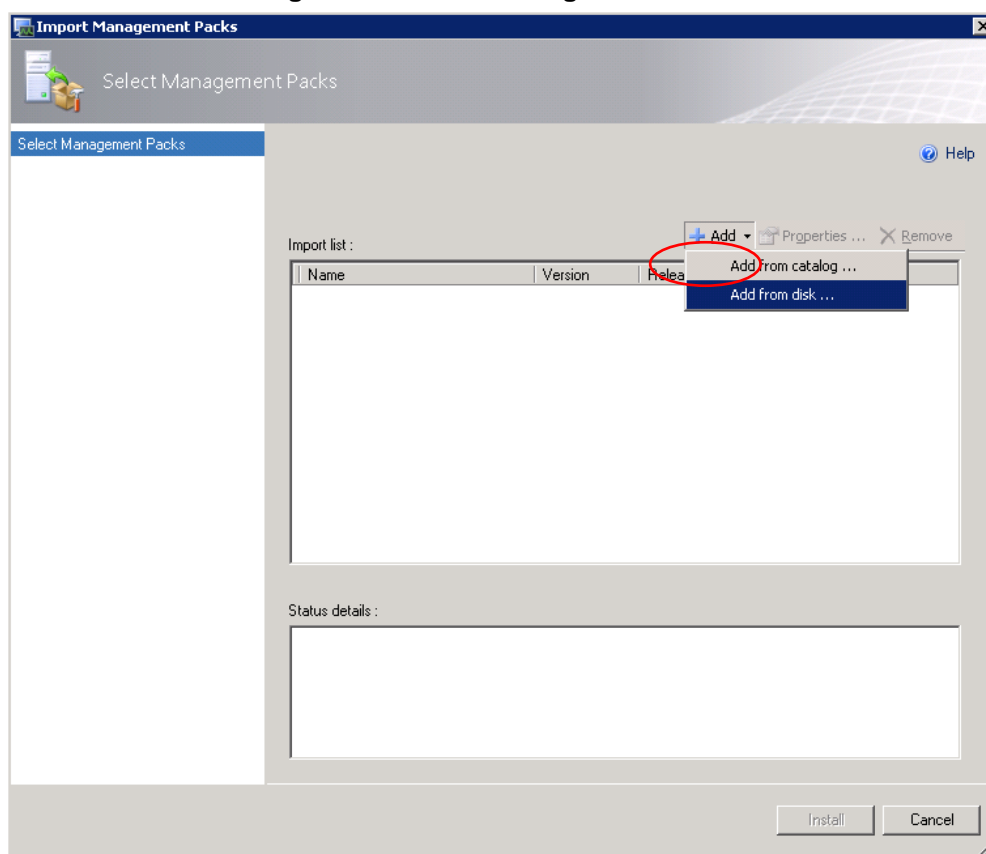 Import Management Packs
Select Management Packs
Select Management Packs
Help
Import list :
Add Properties ... Remove
Name Version Relea
Add from catalog ...
Add from disk ...
Status details :
Install Cancel